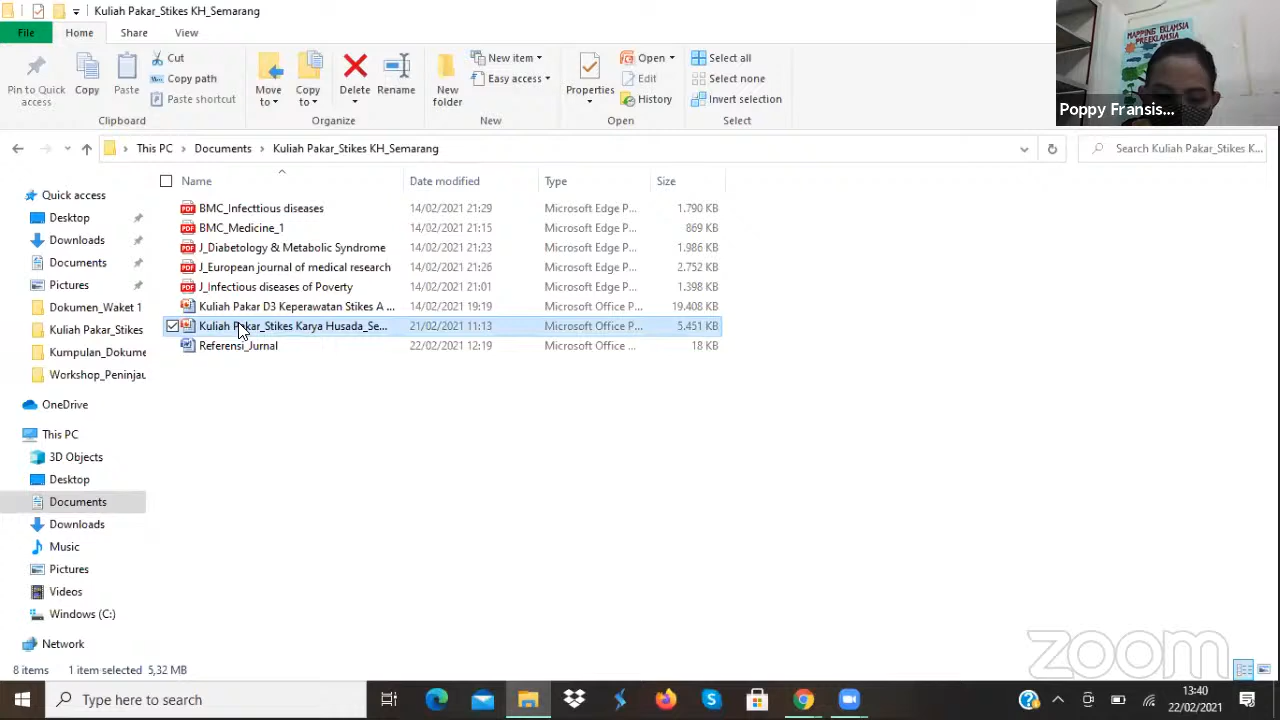 Kuliah Pakar_Stikes KH_Semarang
File Home Share View
Pin to Quick access
Copy
Paste
Cut
Copy path
Paste shortcut
Clipboard
Move to
Copy to
Delete
Rename
Organize
New folder
New item
Easy access
New
Properties
Open
Edit
History
Open
Select all
Select none
Invert selection
Select
MAPPING EKLAMSIA
PREEKLAMSIA
Poppy Fransis...
This PC > Documents > Kuliah Pakar_Stikes KH_Semarang
Search Kuliah Pakar_Stikes K...
Name Date modified Type Size
BMC_Infecttious diseases 14/02/2021 21:29 Microsoft Edge P... 1.790 KB
BMC_Medicine_1 14/02/2021 21:15 Microsoft Edge P... 869 KB
J_Diabetology & Metabolic Syndrome 14/02/2021 21:23 Microsoft Edge P... 1.986 KB
J_European journal of medical research 14/02/2021 21:26 Microsoft Edge P... 2.752 KB
J_Infectious diseases of Poverty 14/02/2021 21:01 Microsoft Edge P... 1.398 KB
Kuliah Pakar D3 Keperawatan Stikes A ... 14/02/2021 19:19 Microsoft Office P... 19.408 KB
Kuliah Pakar_Stikes Karya Husada_Se... 21/02/2021 11:13 Microsoft Office P... 5.451 KB
Referensi_Jurnal 22/02/2021 12:19 Microsoft Office ... 18 KB
Quick access
Desktop
Downloads
Documents
Pictures
Dokumen_Waket 1
Kuliah Pakar_Stikes
Kumpulan_Dokume
Workshop_Peninjau
OneDrive
This PC
3D Objects
Desktop
Documents
Downloads
Music
Pictures
Videos
Windows (C:)
Network
8 items 1 item selected 5,32 MB
zoom
Type here to search
13:40
22/02/2021